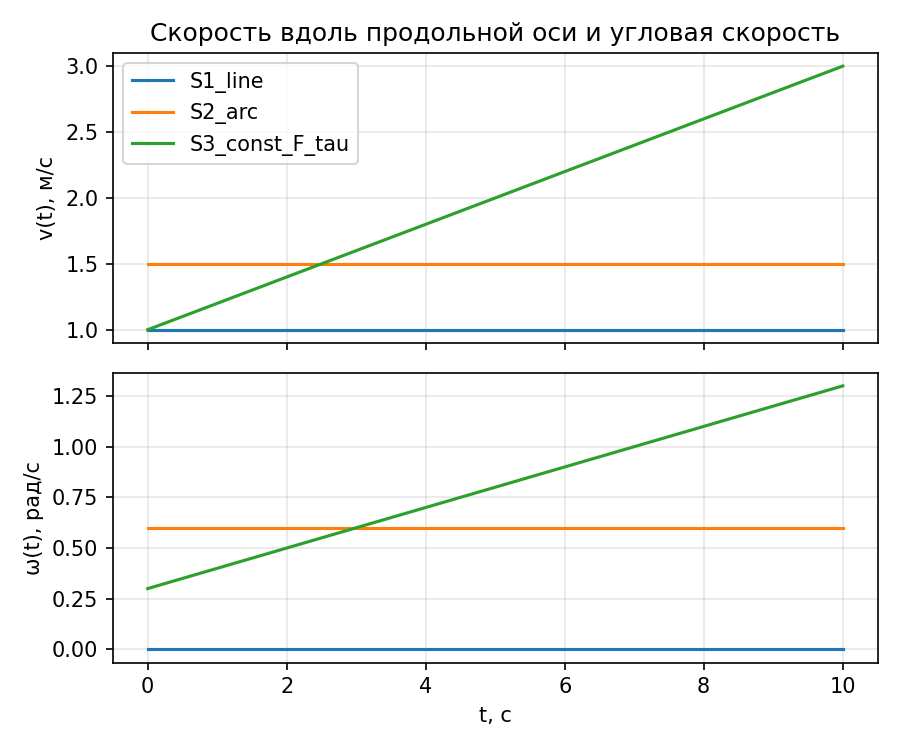 Скорость вдоль продольной оси и угловая скорость
3.0
2.5
2.0
1.5
1.0
v(t), м/с
S1_line
S2_arc
S3_const_F_tau
1.25
1.00
0.75
0.50
0.25
0.00
ω(t), рад/с
0 2 4 6 8 10
t, с